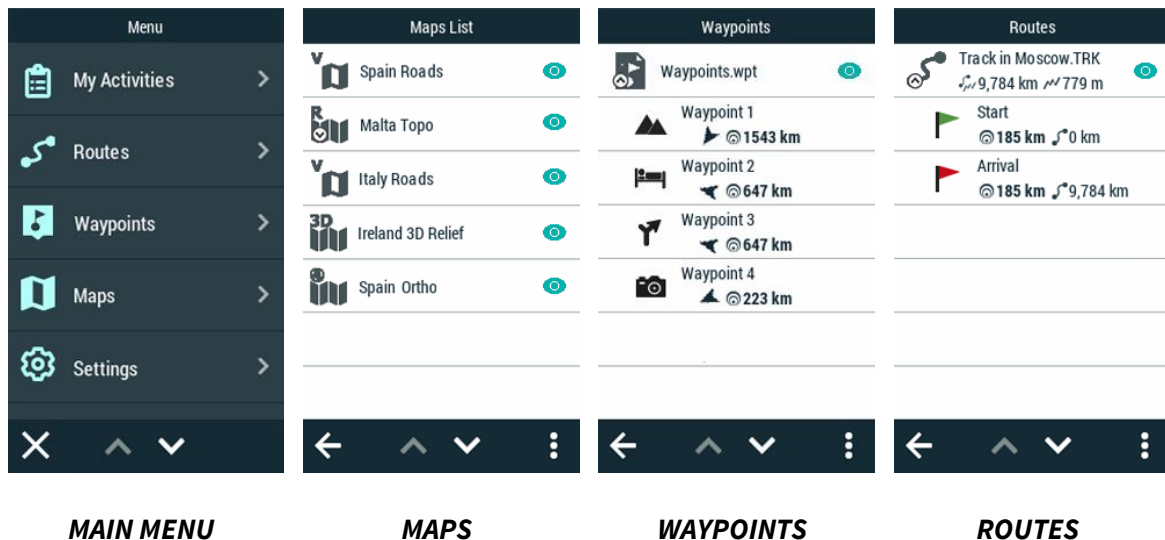 Menu
My Activities
Routes
Waypoints
Maps
Settings
Maps List
V
Spain Roads
R
Malta Topo
V
Italy Roads
3D
Ireland 3D Relief
Spain Ortho
Waypoints
Waypoints.wpt
Waypoint 1
1543 km
Waypoint 2
647 km
Waypoint 3
647 km
Waypoint 4
223 km
Routes
Track in Moscow.TRK
9,784 km 779 m
Start
185 km 0 km
Arrival
185 km 9,784 km
MAIN MENU
MAPS
WAYPOINTS
ROUTES